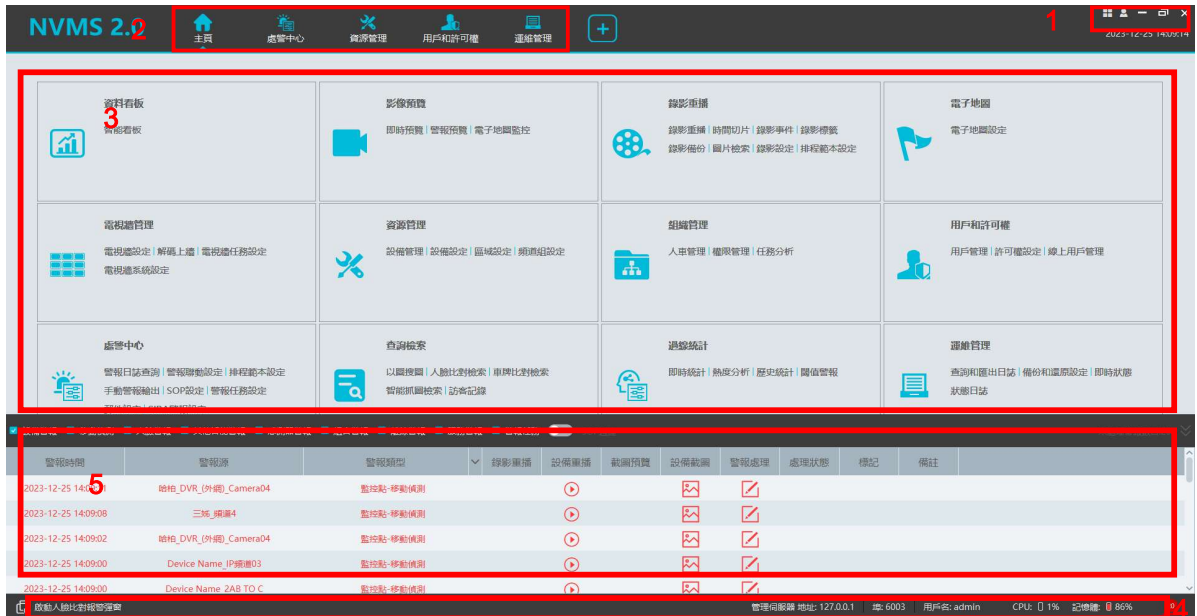 NVMS 2.0
2
主頁 處警中心 資源管理 用戶和許可權 運維管理
1
2023-12-25 14:09:14
3
資料看板 影像預覽 錄影重播 電子地圖
智能看板 即時預覽 | 警報預覽 | 電子地圖監控 錄影重播 | 時間切片 | 錄影事件 | 錄影標籤 電子地圖設定
錄影備份 | 圖片檢索 | 錄影設定 | 排程範本設定
電視牆管理 資源管理 組織管理 用戶和許可權
電視牆設定 | 解碼上牆 | 電視牆任務設定 設備管理 | 設備設定 | 區域設定 | 頻道組設定 人車管理 | 權限管理 | 任務分析 用戶管理 | 許可權設定 | 線上用戶管理
電視牆系統設定
處警中心 查詢檢索 過線統計 運維管理
警報日誌查詢 | 警報聯動設定 | 排程範本設定 以圖搜圖 | 人臉比對檢索 | 車牌比對檢索 即時統計 | 熱度分析 | 歷史統計 | 閾值警報 查詢和匯出日誌 | 備份和還原設定 | 即時狀態
手動警報輸出 | SOP設定 | 警報任務設定 智能抓圖檢索 | 訪客記錄 狀態日誌
警報時間 警報源 警報類型 錄影重播 設備重播 截圖預覽 設備截圖 警報處理 處理狀態 標記 備註
5
2023-12-25 14:09: 哈柏_DVR_(外網)_Camera04 監控點-移動偵測
2023-12-25 14:09:08 三姊_頻道4 監控點-移動偵測
2023-12-25 14:09:02 哈柏_DVR_(外網)_Camera04 監控點-移動偵測
2023-12-25 14:09:00 Device Name_IP頻道03 監控點-移動偵測
2023-12-25 14:09:00 Device Name 2AB TO C 監控點-移動偵測
啟動人臉比對報警彈窗 管理伺服器 地址: 127.0.0.1 埠: 6003 用戶名: admin CPU: 1% 記憶體: 86% 4